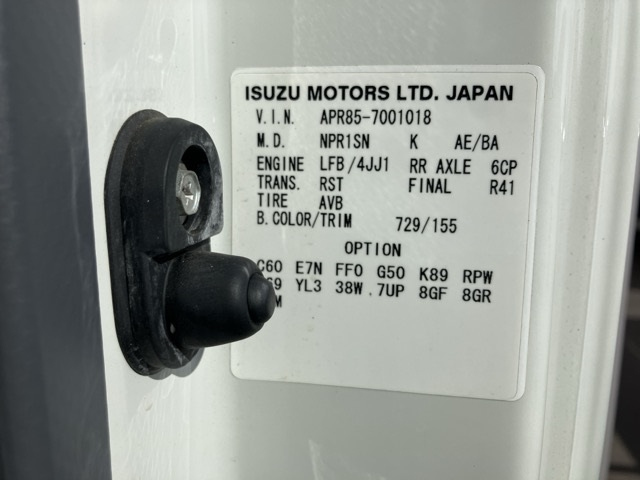 ISUZU MOTORS LTD. JAPAN
V.I.N. APR85-7001018
M.D. NPR1SN K AE/BA
ENGINE LFB/4JJ1 RR AXLE 6CP
TRANS. RST FINAL R41
TIRE AVB
B.COLOR/TRIM 729/155
OPTION
C60 E7N FF0 G50 K89 RPW
YL3 38W .7UP 8GF 8GR